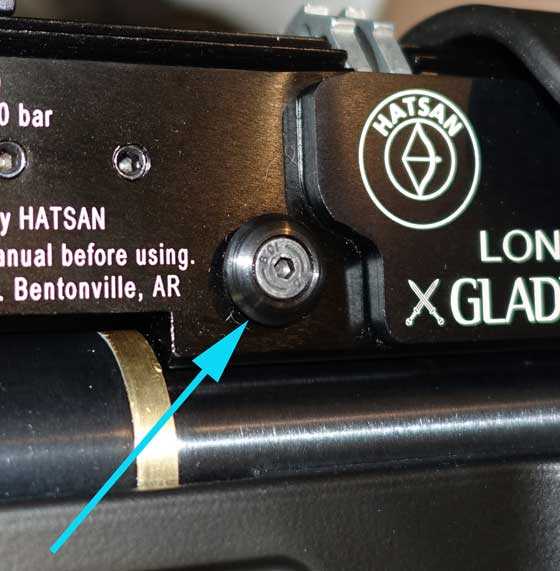 0 bar
y HATSAN
anual before using.
. Bentonville, AR
HATSAN
LON
GLAD